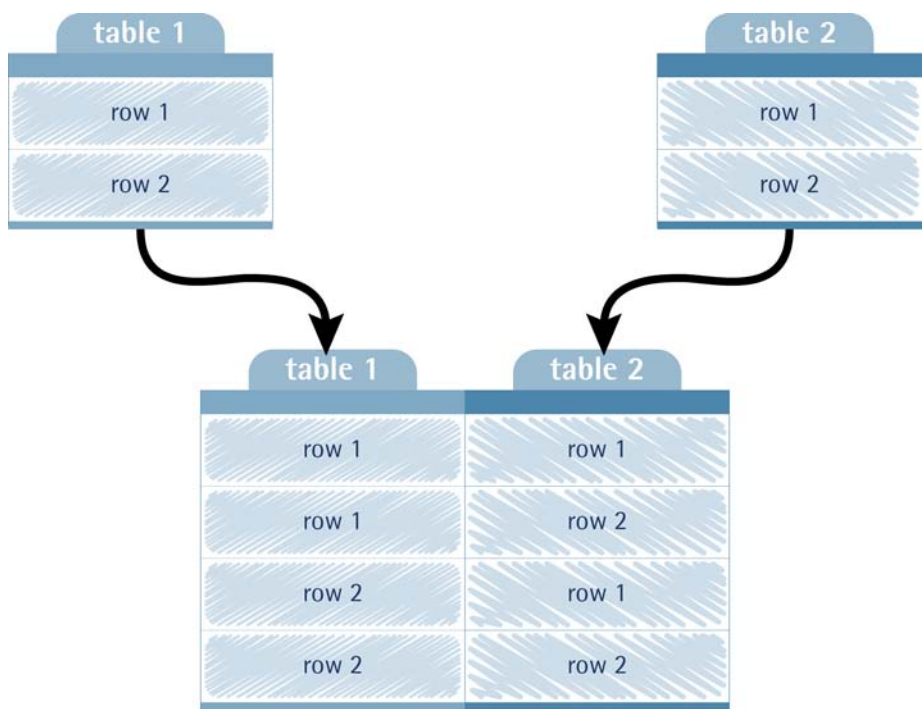 table 1
row 1
row 2
table 2
row 1
row 2
table 1 table 2
row 1 row 1
row 1 row 2
row 2 row 1
row 2 row 2